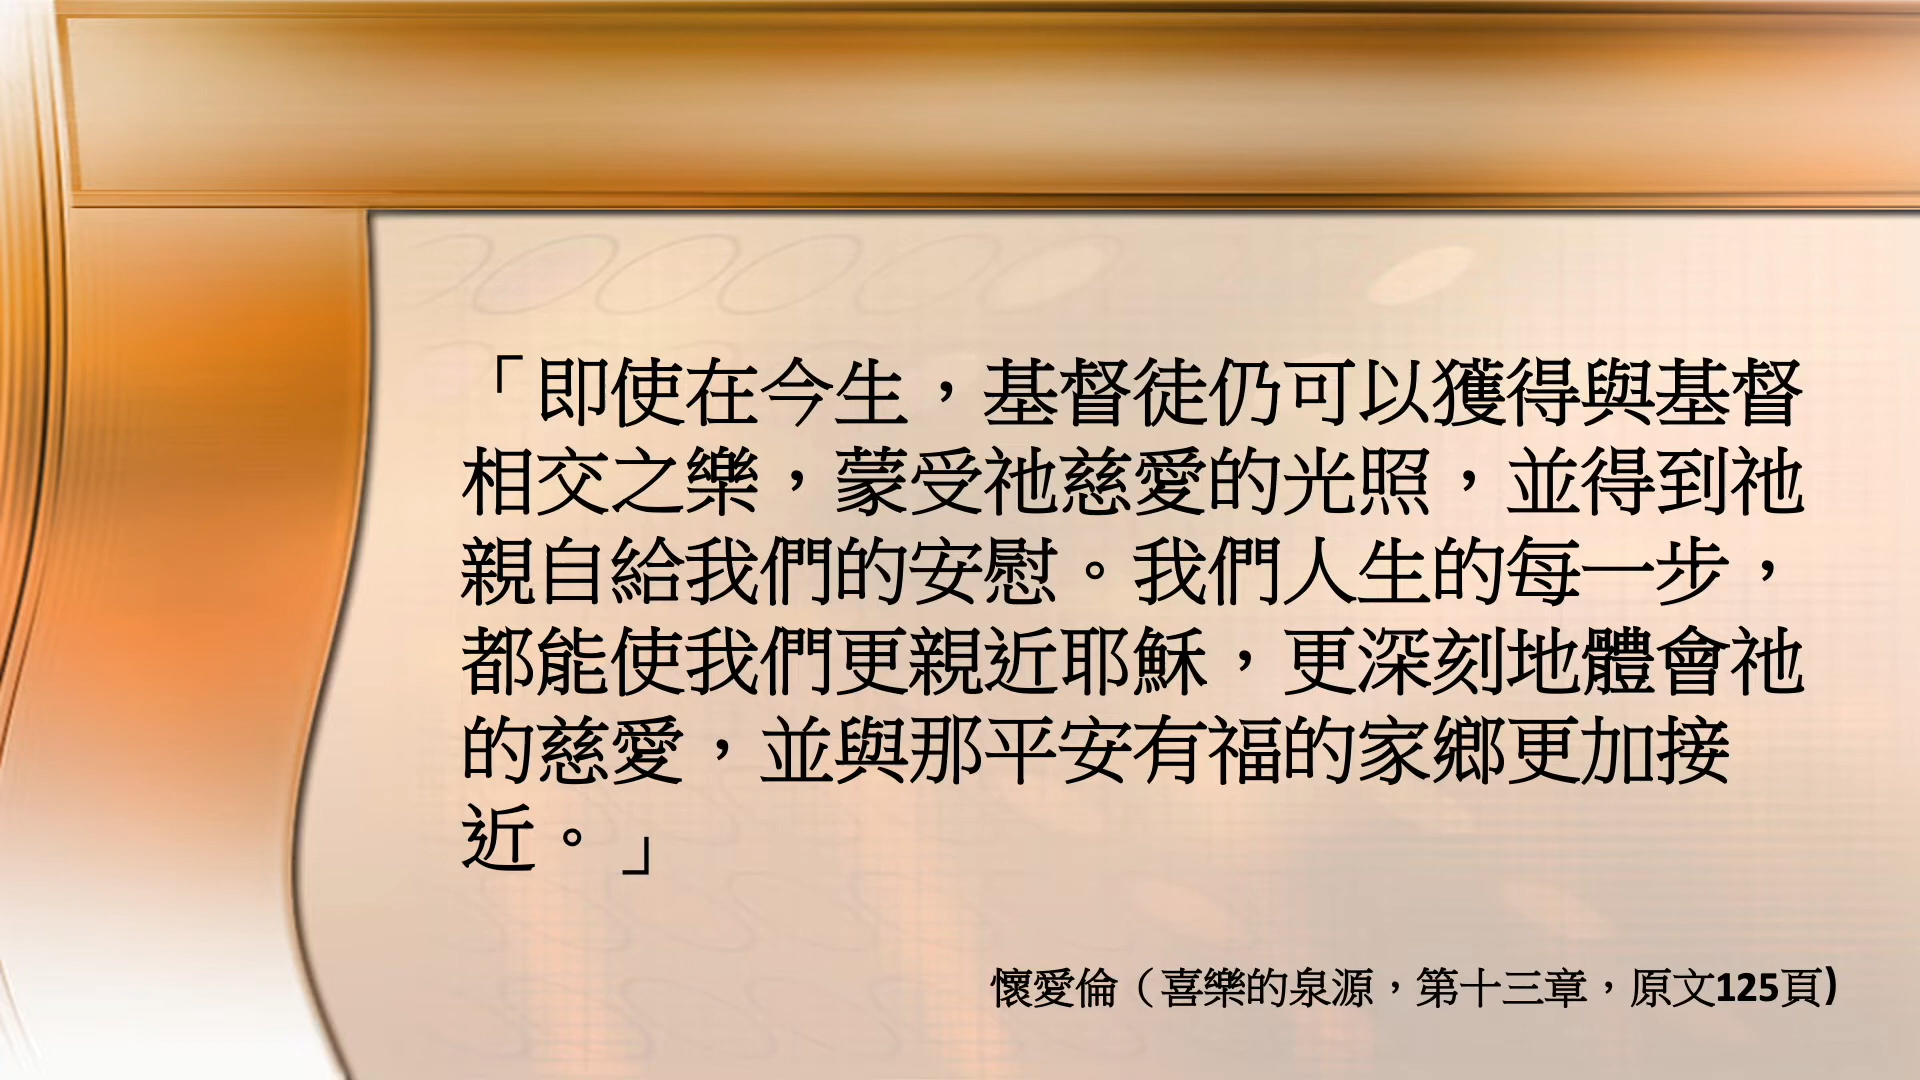 「即使在今生，基督徒仍可以獲得與基督
相交之樂，蒙受祂慈愛的光照，並得到祂
親自給我們的安慰。我們人生的每一步，
都能使我們更親近耶穌，更深刻地體會祂
的慈愛，並與那平安有福的家鄉更加接
近。」
懷愛倫（喜樂的泉源，第十三章，原文125頁)